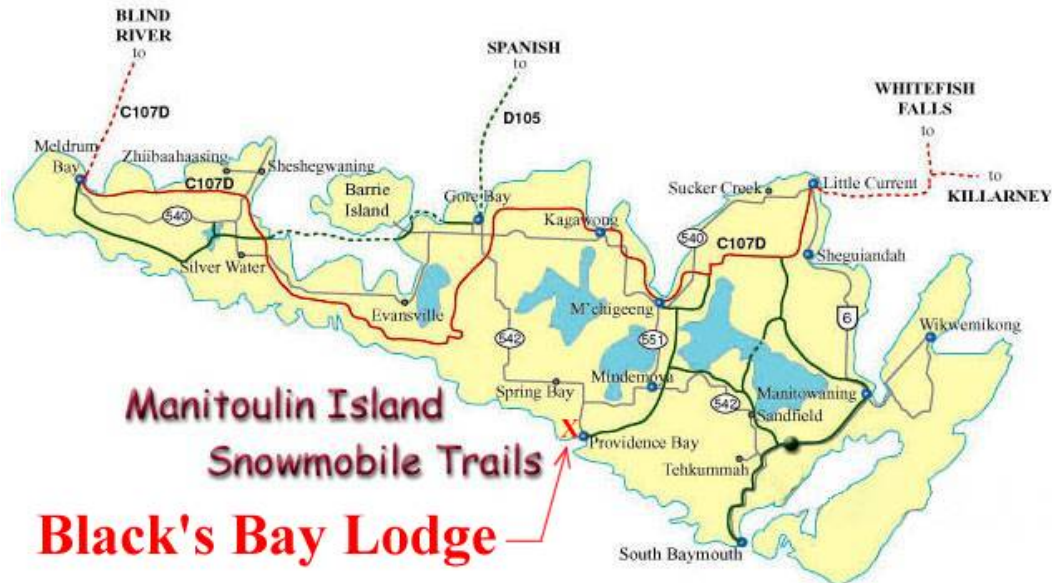 BLIND
RIVER
to
SPANISH
to
WHITEFISH
FALLS
to
C107D
D105
Meldrum
Bay
Zhiibaahaasing
Sheshegwaning
C107D
Barrie
Island
Gore Bay
Sucker Creek
Little Current
to
KILLARNEY
540
Kagawong
540
C107D
Silver Water
Sheguiandah
Evansville
M'chigeeng
6
Wikwemikong
542
551
Spring Bay
Mindemoya
542
Manitowaning
Sandfield
Manitoulin Island
X
Providence Bay
Snowmobile Trails
Tehkummah
Black's Bay Lodge
South Baymouth